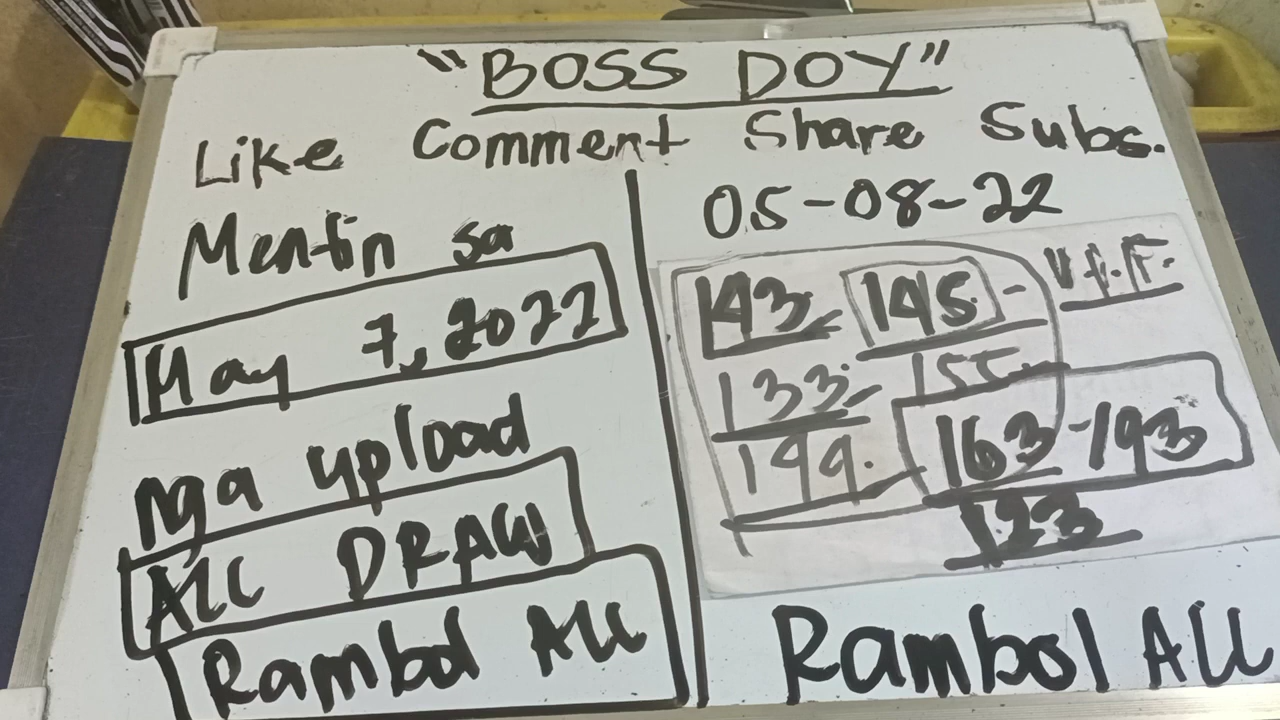 "BOSS DOY"
Like Comment Share Subs.
Mentin sa
May 7, 2022
nga upload
ALL DRAW
Rambol ALL
05-08-22
143 - 145 - V.I.P.
133 - 155 -
199. - 163 - 193
123
Rambol ALL